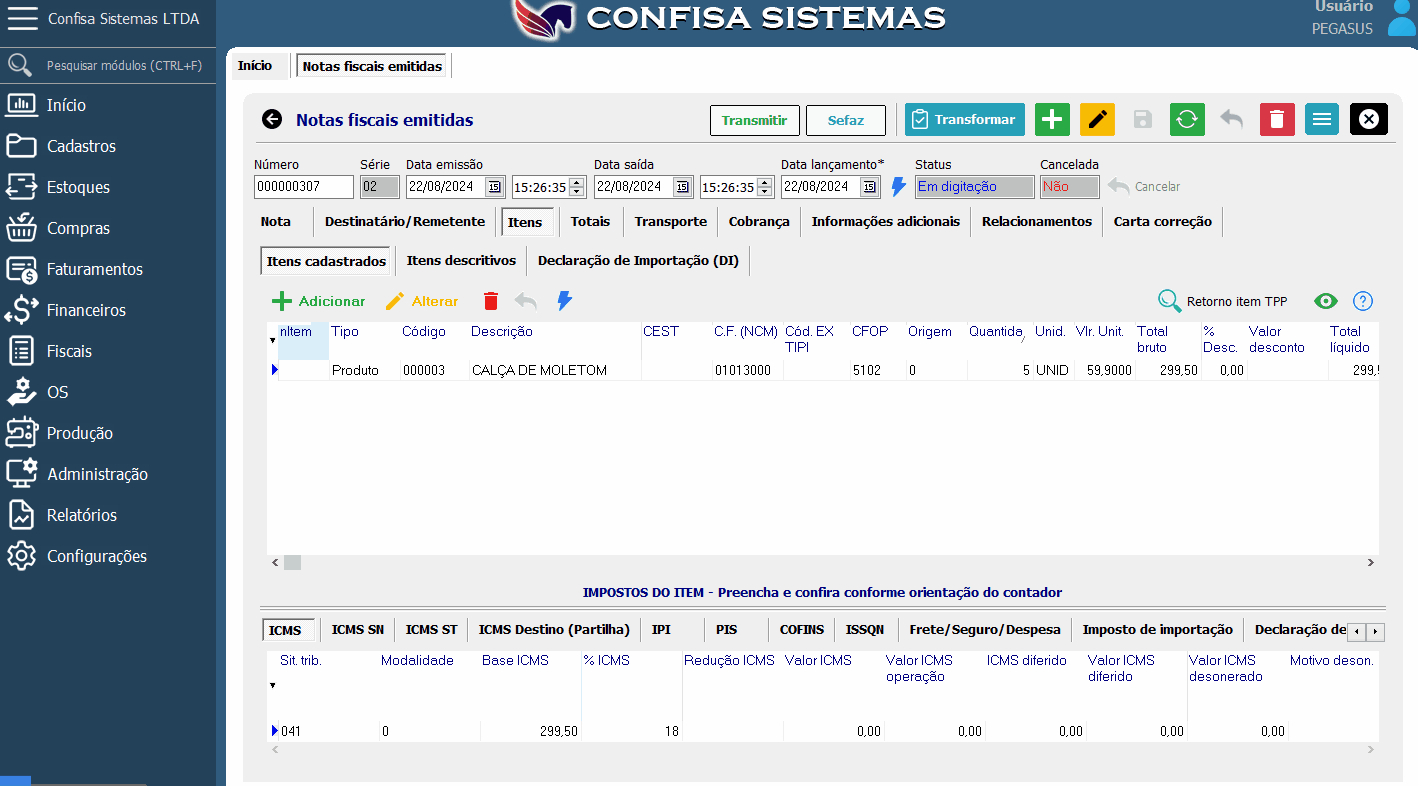 Confisa Sistemas LTDA
CONFISA SISTEMAS
Usuário
PEGASUS
Pesquisar módulos (CTRL+F)
Início
Cadastros
Estoques
Compras
Faturamentos
Financeiros
Fiscais
OS
Produção
Administração
Relatórios
Configurações
Início
Notas fiscais emitidas
Notas fiscais emitidas
Transmitir
Sefaz
Transformar
Número
Série
Data emissão
Data saída
Data lançamento*
Status
Cancelada
000000307
02
22/08/2024
15
15:26:35
22/08/2024
15
15:26:35
22/08/2024
15
Em digitação
Não
Cancelar
Nota
Destinatário/Remetente
Itens
Totais
Transporte
Cobrança
Informações adicionais
Relacionamentos
Carta correção
Itens cadastrados
Itens descritivos
Declaração de Importação (DI)
Adicionar
Alterar
Retorno item TPP
?
nItem
Tipo
Código
Descrição
CEST
C.F. (NCM)
Cód. EX
TIPI
CFOP
Origem
Quantida
Unid.
Vlr. Unit.
Total
bruto
%
Desc.
Valor
desconto
Total
líquido
Produto
000003
CALÇA DE MOLETOM
01013000
5102
0
5
UNID
59,9000
299,50
0,00
299,5
IMPOSTOS DO ITEM - Preencha e confira conforme orientação do contador
ICMS
ICMS SN
ICMS ST
ICMS Destino (Partilha)
IPI
PIS
COFINS
ISSQN
Frete/Seguro/Despesa
Imposto de importação
Declaração de
Sit. trib.
Modalidade
Base ICMS
% ICMS
Redução ICMS
Valor ICMS
Valor ICMS
operação
ICMS diferido
Valor ICMS
diferido
Valor ICMS
desonerado
Motivo deson.
041
0
299,50
18
0,00
0,00
0,00
0,00
0,00